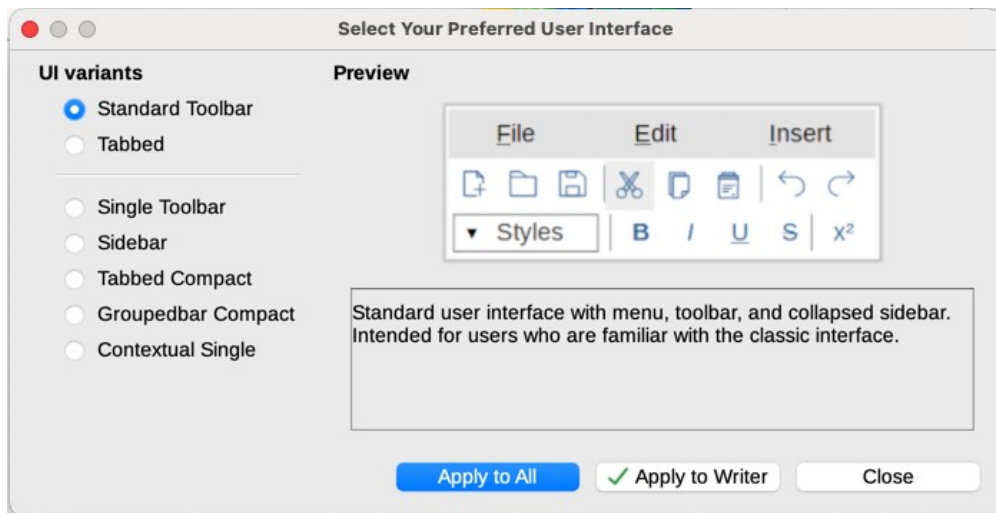 Select Your Preferred User Interface
UI variants
Standard Toolbar
Tabbed
Single Toolbar
Sidebar
Tabbed Compact
Groupedbar Compact
Contextual Single
Preview
File Edit Insert
Styles B I U S x²
Standard user interface with menu, toolbar, and collapsed sidebar.
Intended for users who are familiar with the classic interface.
Apply to All Apply to Writer Close